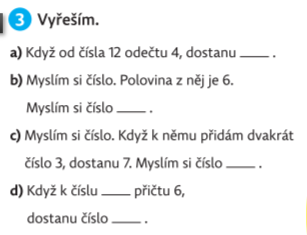 3 Vyřeším.
a) Když od čísla 12 odečtu 4, dostanu ____ .
b) Myslím si číslo. Polovina z něj je 6.
Myslím si číslo ____ .
c) Myslím si číslo. Když k němu přidám dvakrát
číslo 3, dostanu 7. Myslím si číslo ____ .
d) Když k číslu ____ přičtu 6,
dostanu číslo ____ .